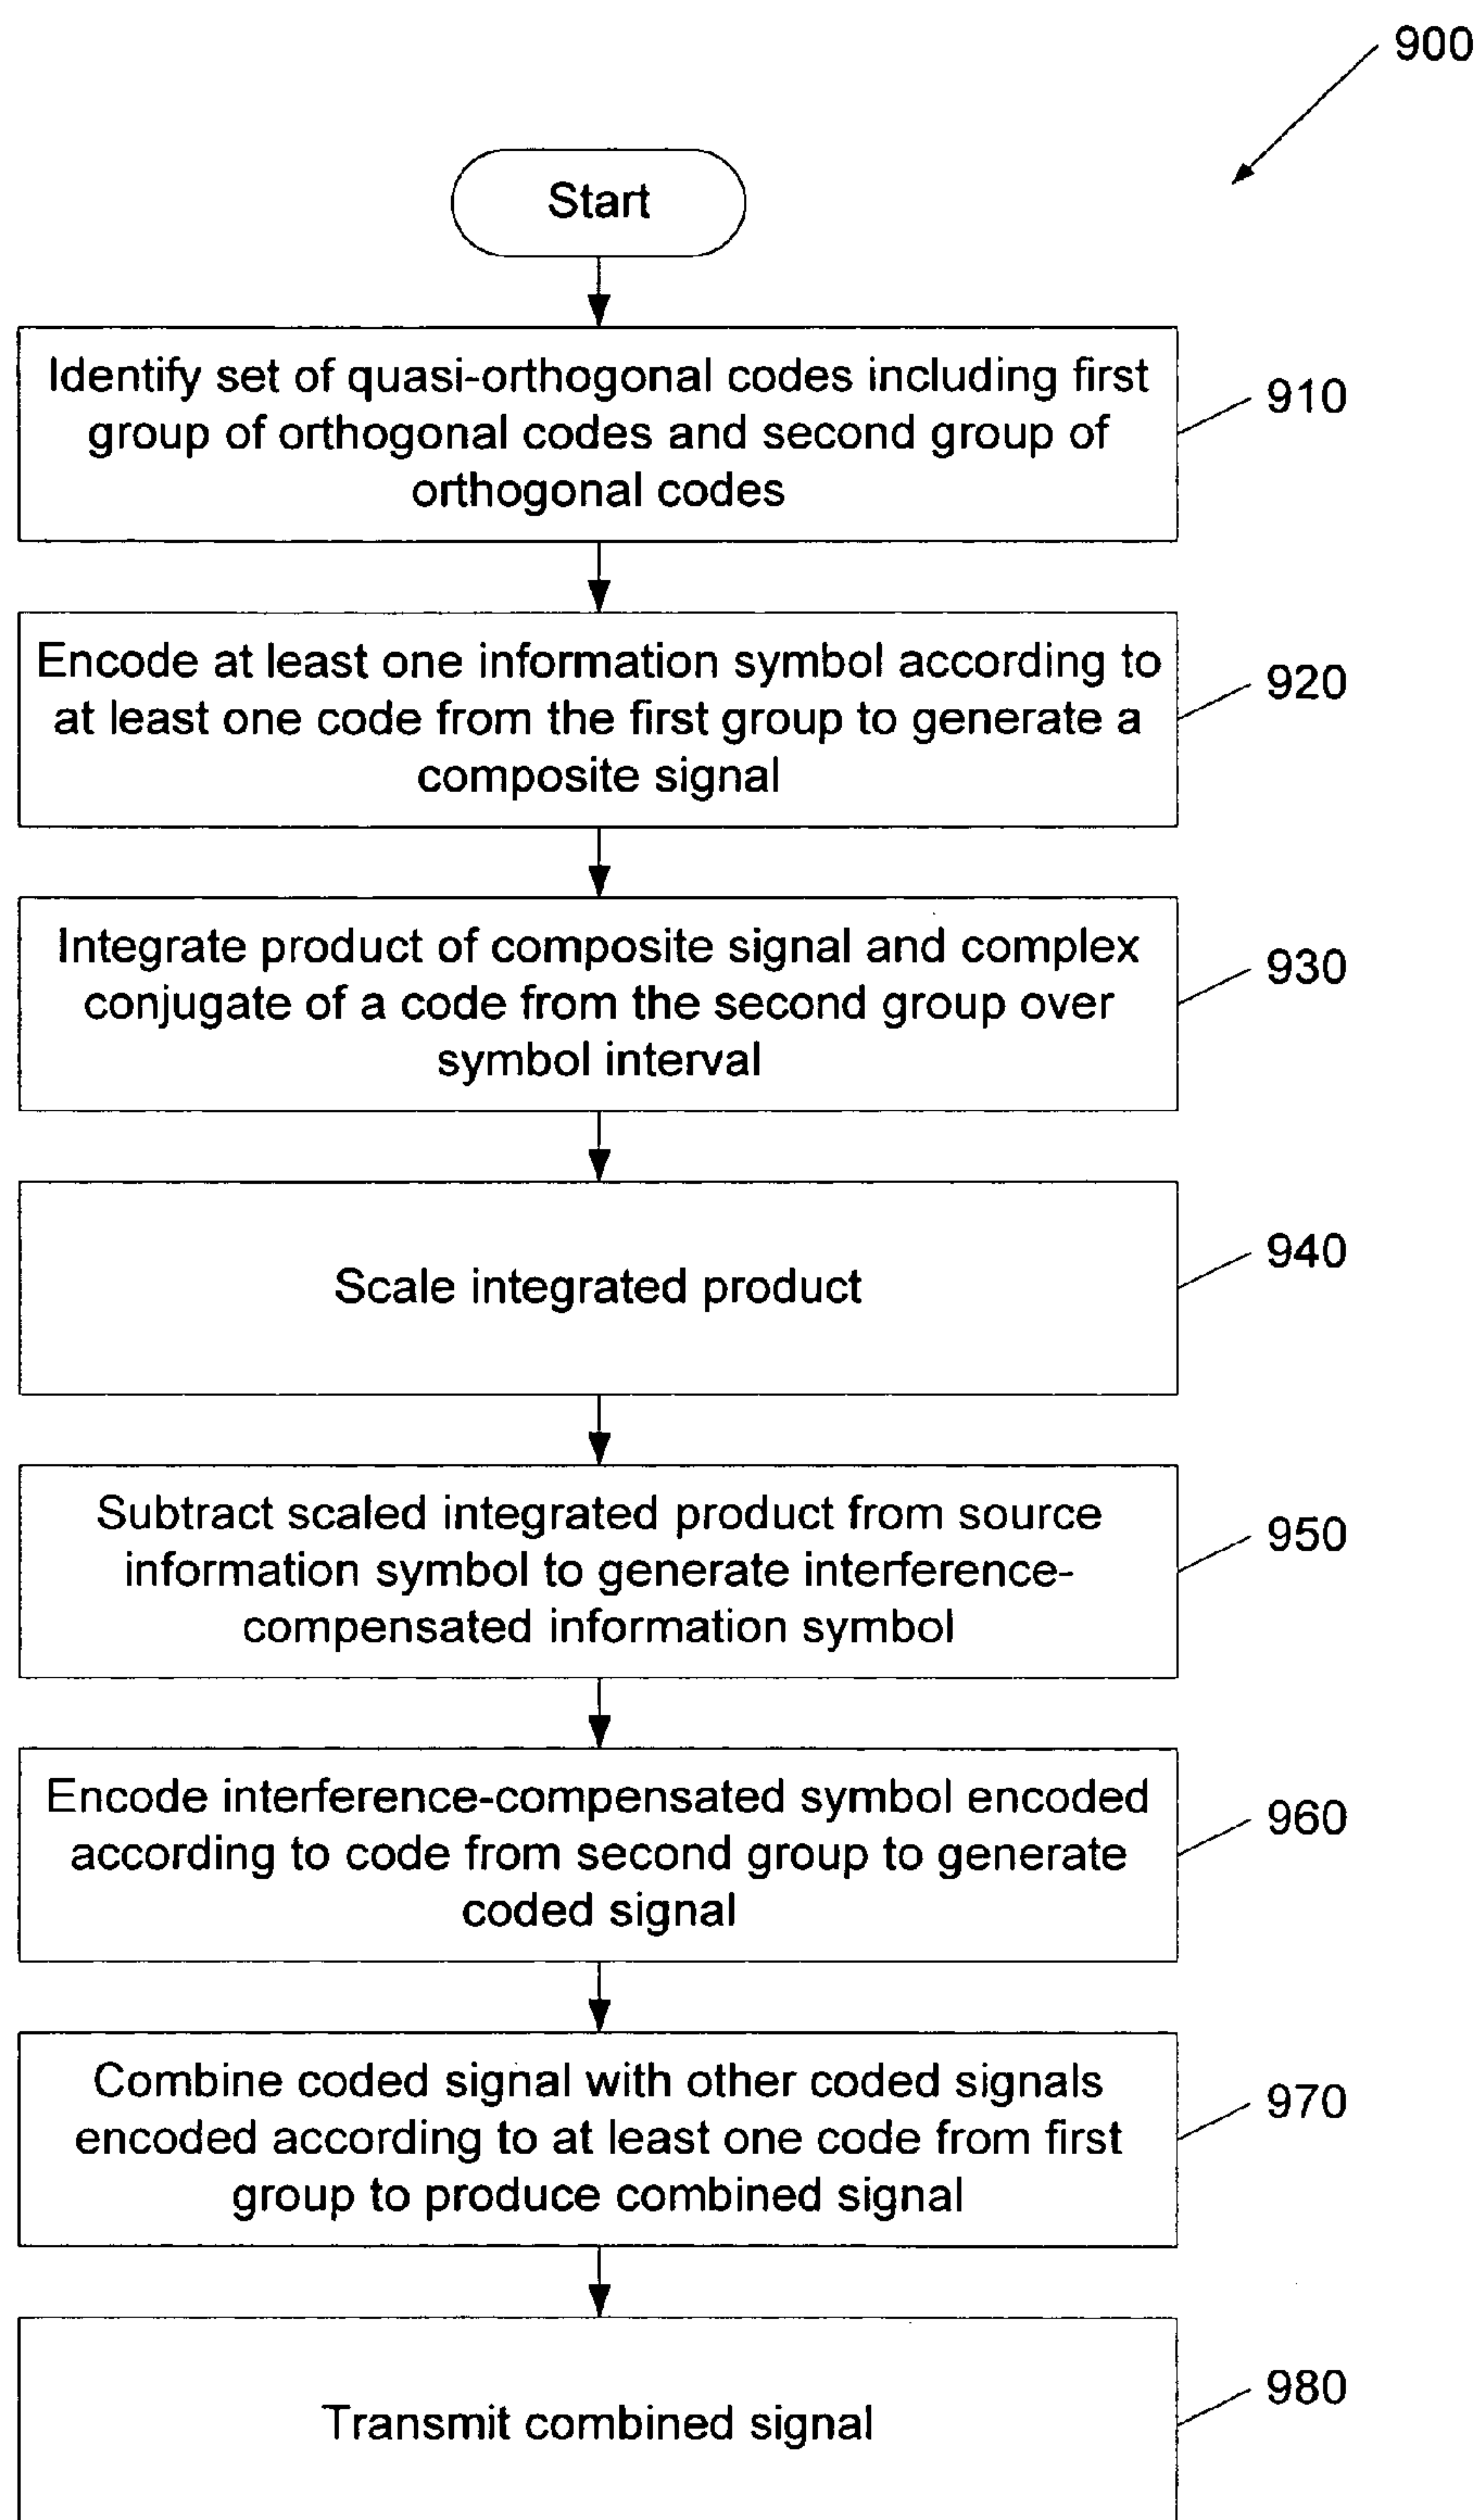 900
Start
Identify set of quasi-orthogonal codes including first
group of orthogonal codes and second group of
orthogonal codes
910
Encode at least one information symbol according to
at least one code from the first group to generate a
composite signal
920
Integrate product of composite signal and complex
conjugate of a code from the second group over
symbol interval
930
Scale integrated product
940
Subtract scaled integrated product from source
information symbol to generate interference-
compensated information symbol
950
Encode interference-compensated symbol encoded
according to code from second group to generate
coded signal
960
Combine coded signal with other coded signals
encoded according to at least one code from first
group to produce combined signal
970
Transmit combined signal
980